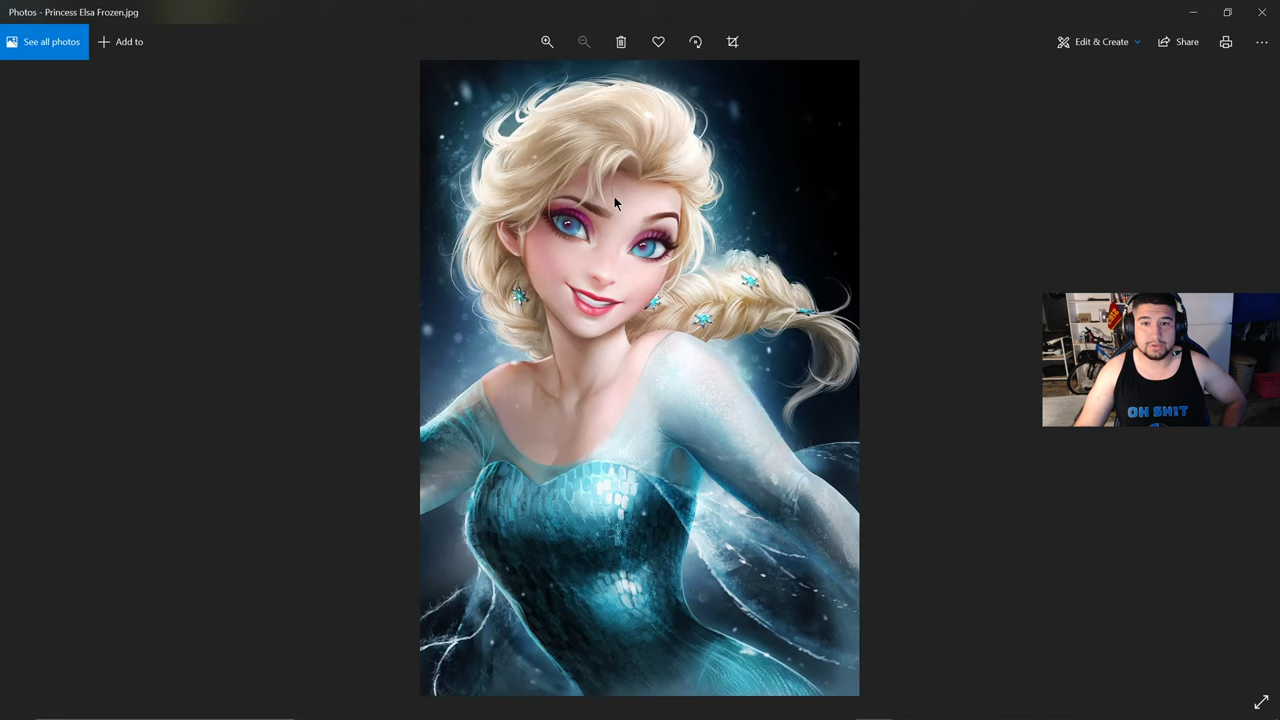 Photos - Princess Elsa Frozen.jpg
See all photos
Add to
Edit & Create
Share
OH SHIT